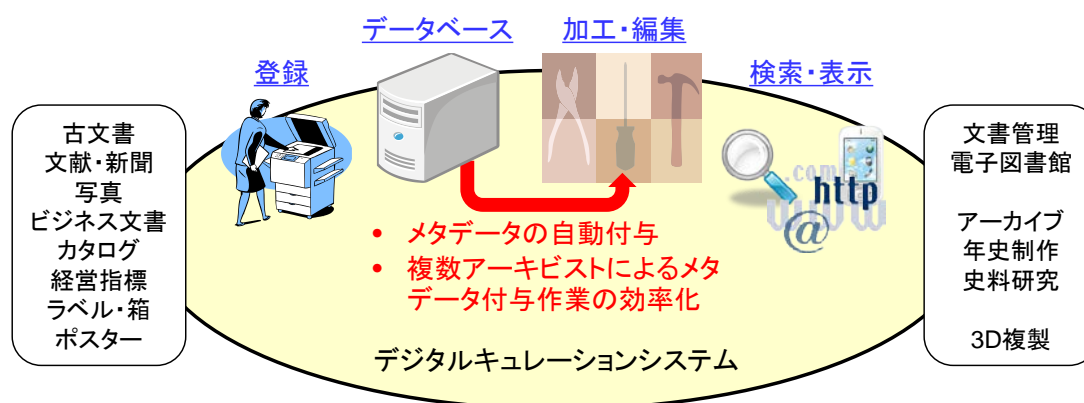 データベース
加工・編集
登録
検索・表示
古文書
文献・新聞
写真
ビジネス文書
カタログ
経営指標
ラベル・箱
ポスター
.com
http
www
@
文書管理
電子図書館
アーカイブ
年史制作
史料研究
3D複製
• メタデータの自動付与
• 複数アーキビストによるメタ
データ付与作業の効率化
デジタルキュレーションシステム